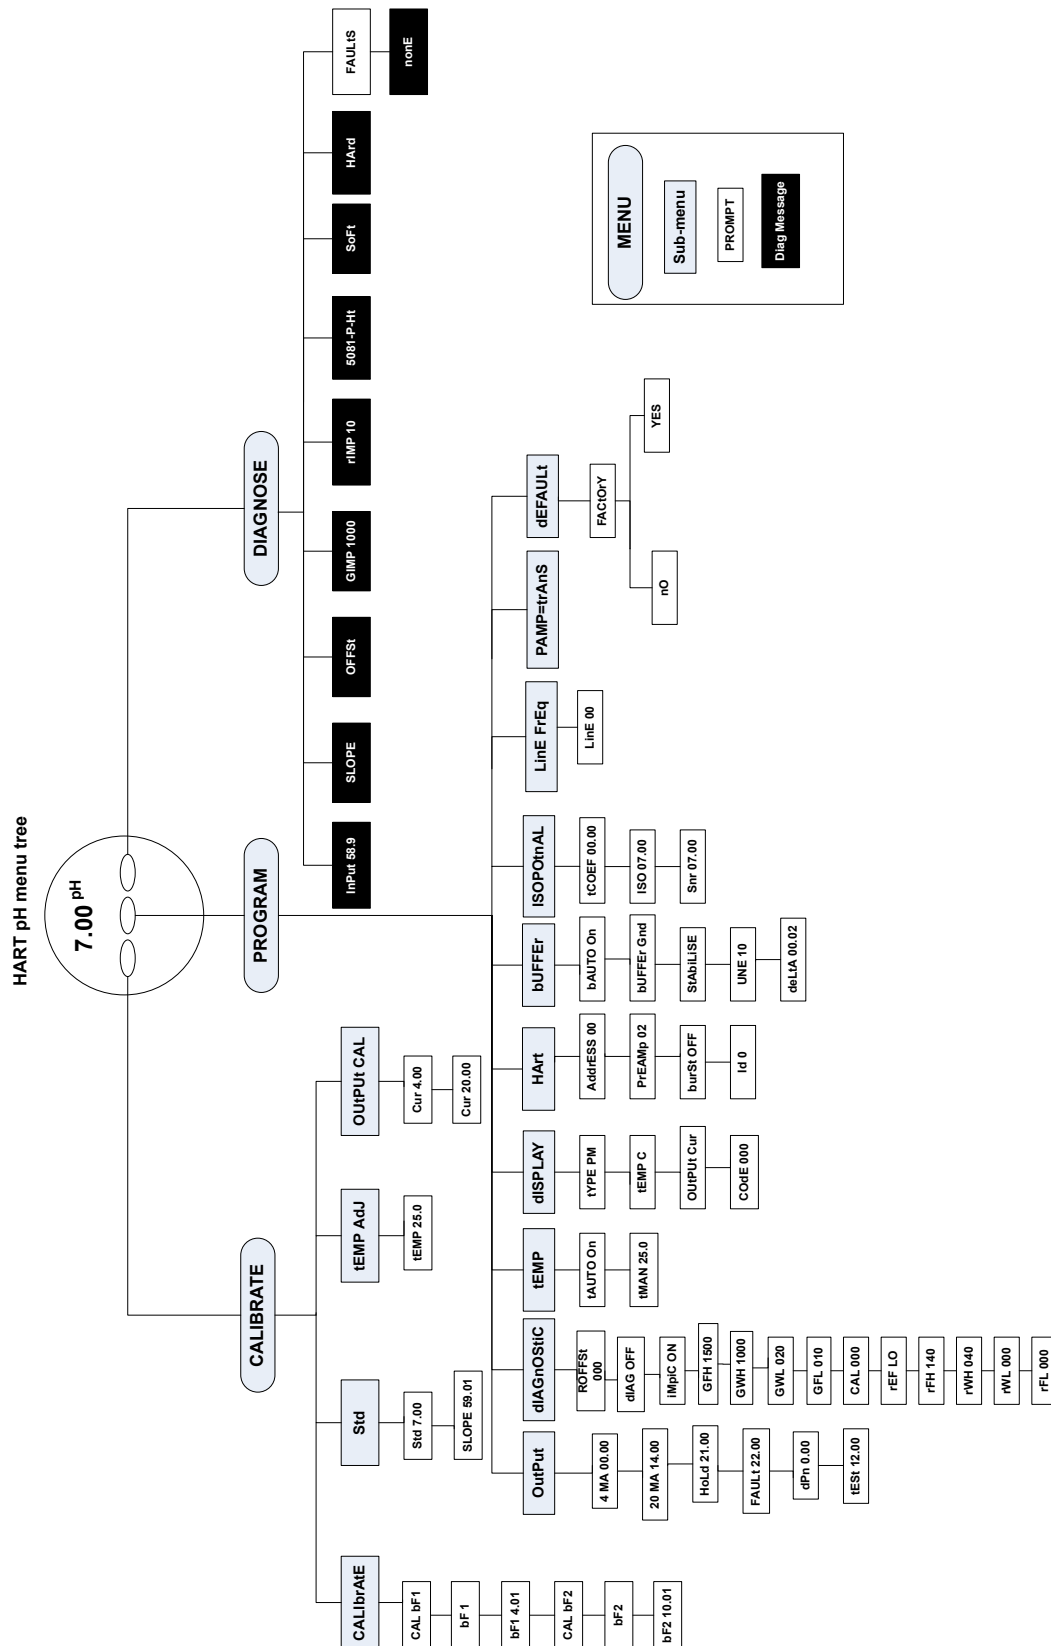 HART pH menu tree
7.00 pH
CALIBRATE
PROGRAM
DIAGNOSE
CALIbrAtE
CAL bF1
bF 1
bF1 4.01
CAL bF2
bF2
bF2 10.01
Std
Std 7.00
SLOPE 59.01
tEMP AdJ
tEMP 25.0
OUtPUt CAL
Cur 4.00
Cur 20.00
OutPut
4 MA 00.00
20 MA 14.00
HoLd 21.00
FAULt 22.00
dPn 0.00
tESt 12.00
dIAGnOStiC
ROFFSt
000
dIAG OFF
iMpiC ON
GFH 1500
GWH 1000
GWL 020
GFL 010
CAL 000
rEF LO
rFH 140
rWH 040
rWL 000
rFL 000
tEMP
tAUTO On
tMAN 25.0
dISPLAY
tYPE PM
tEMP C
OUtPUt Cur
COdE 000
HArt
AddrESS 00
PrEAMp 02
burSt OFF
Id 0
bUFFEr
bAUTO On
bUFFEr Gnd
StAbiLISE
UNE 10
deLtA 00.02
ISOPOtnAL
tCOEF 00.00
ISO 07.00
Snr 07.00
LinE FrEq
LinE 00
PAMP=trAnS
dEFAULt
FACtOrY
nO
YES
InPut 58.9
SLOPE
OFFSt
GIMP 1000
rIMP 10
5081-P-Ht
SoFt
HArd
FAULtS
nonE
MENU
Sub-menu
PROMPT
Diag Message